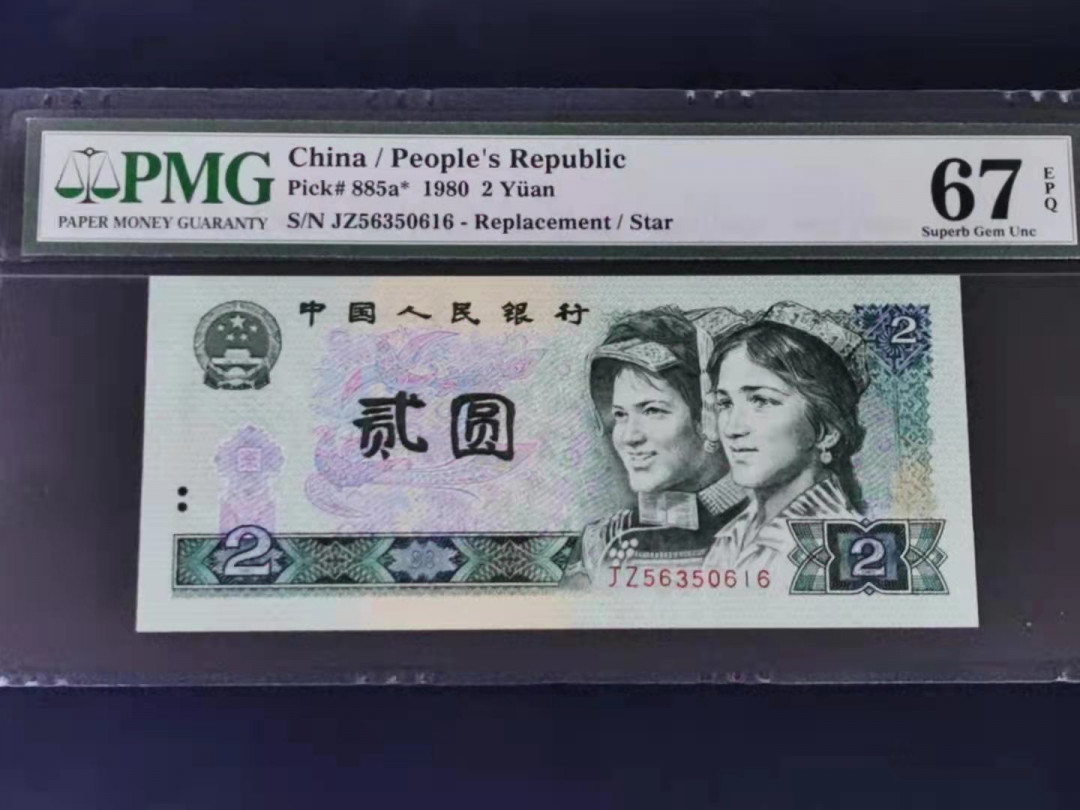 PMG
PAPER MONEY GUARANTY
China / People's Republic
Pick# 885a* 1980 2 Yüan
S/N JZ56350616 - Replacement / Star
67
EPQ
Superb Gem Unc
中国人民银行
2
贰圆
2
JZ56350616
2